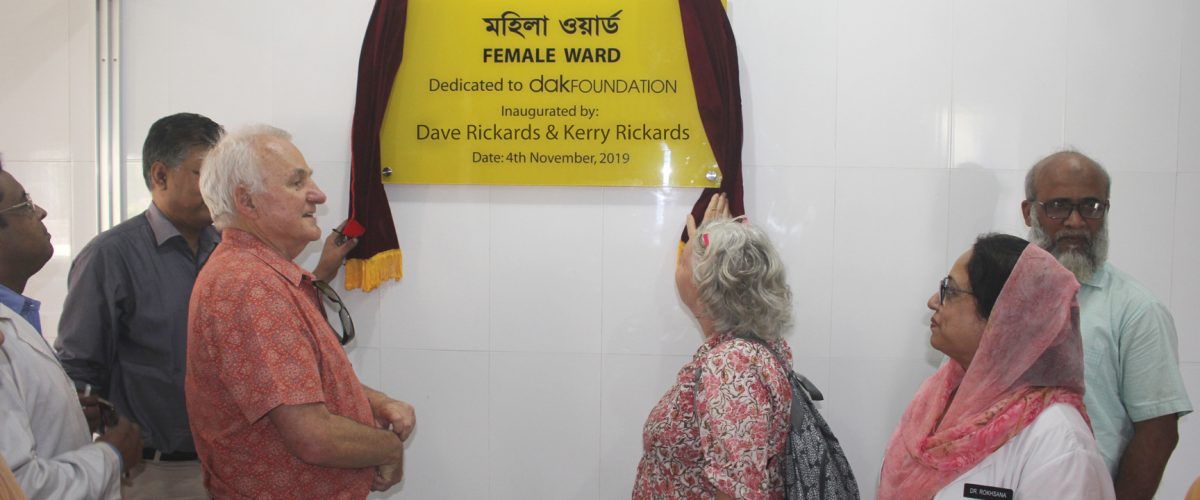 মহিলা ওয়ার্ড
FEMALE WARD
Dedicated to dakFOUNDATION
Inaugurated by:
Dave Rickards & Kerry Rickards
Date: 4th November, 2019
DR. ROKHSANA